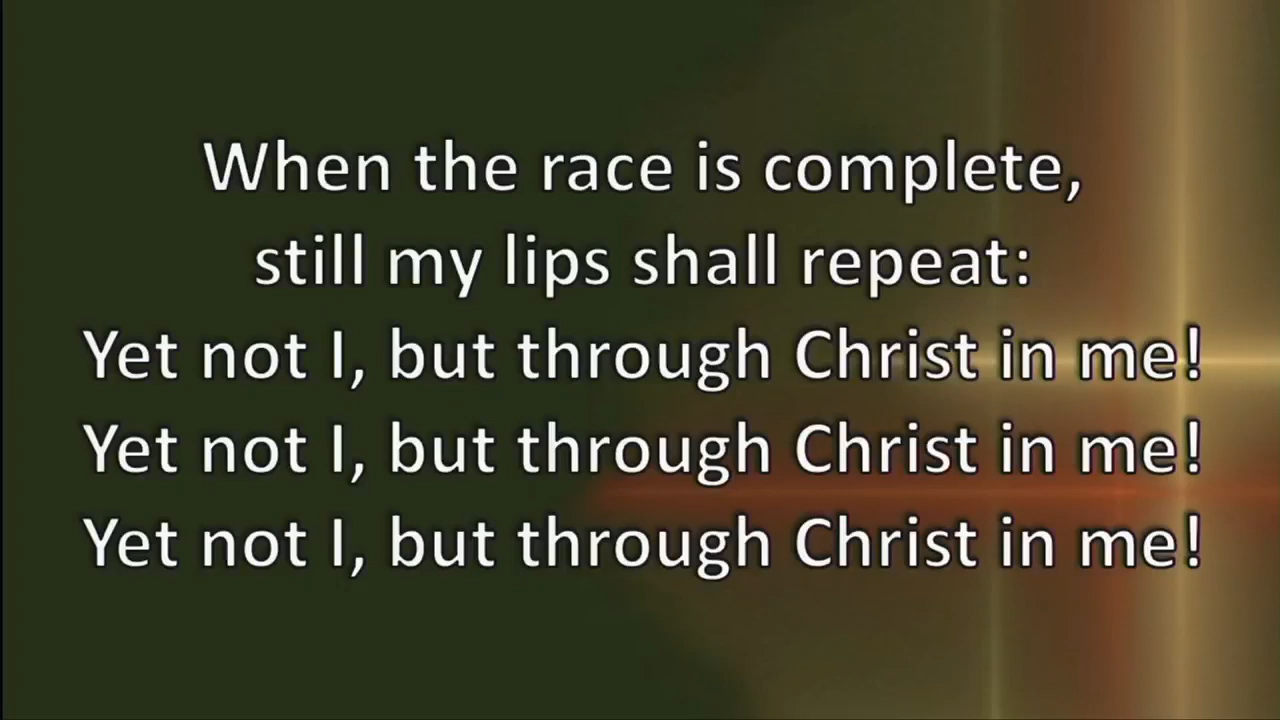 When the race is complete,
still my lips shall repeat:
Yet not I, but through Christ in me!
Yet not I, but through Christ in me!
Yet not I, but through Christ in me!